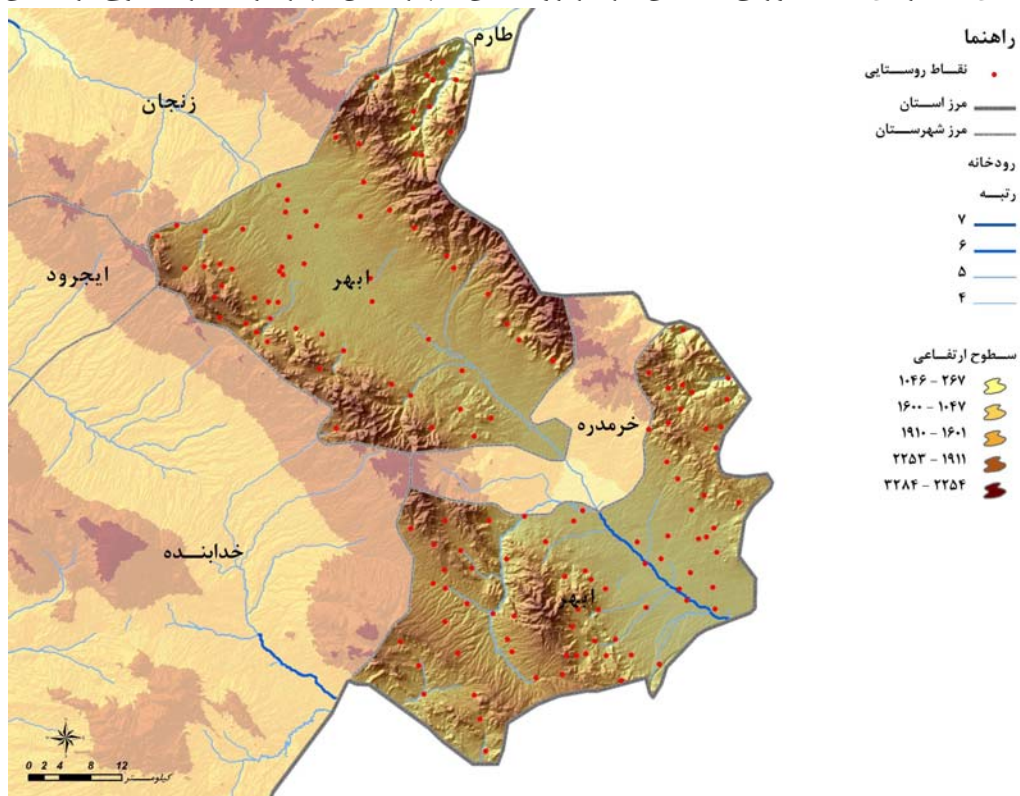 طارم
زنجان
ایجرود
ابهر
خرمدره
خدابنده
ابهر
راهنما
نقاط روستایی
مرز استان
مرز شهرستان
رودخانه
رتبه
۷
۶
۵
۴
سطوح ارتفاعی
۲۶۷ - ۱۰۴۶
۱۰۴۷ - ۱۶۰۰
۱۶۰۱ - ۱۹۱۰
۱۹۱۱ - ۲۲۵۳
۲۲۵۴ - ۳۲۸۴
0 2 4 8 12
کیلومتر